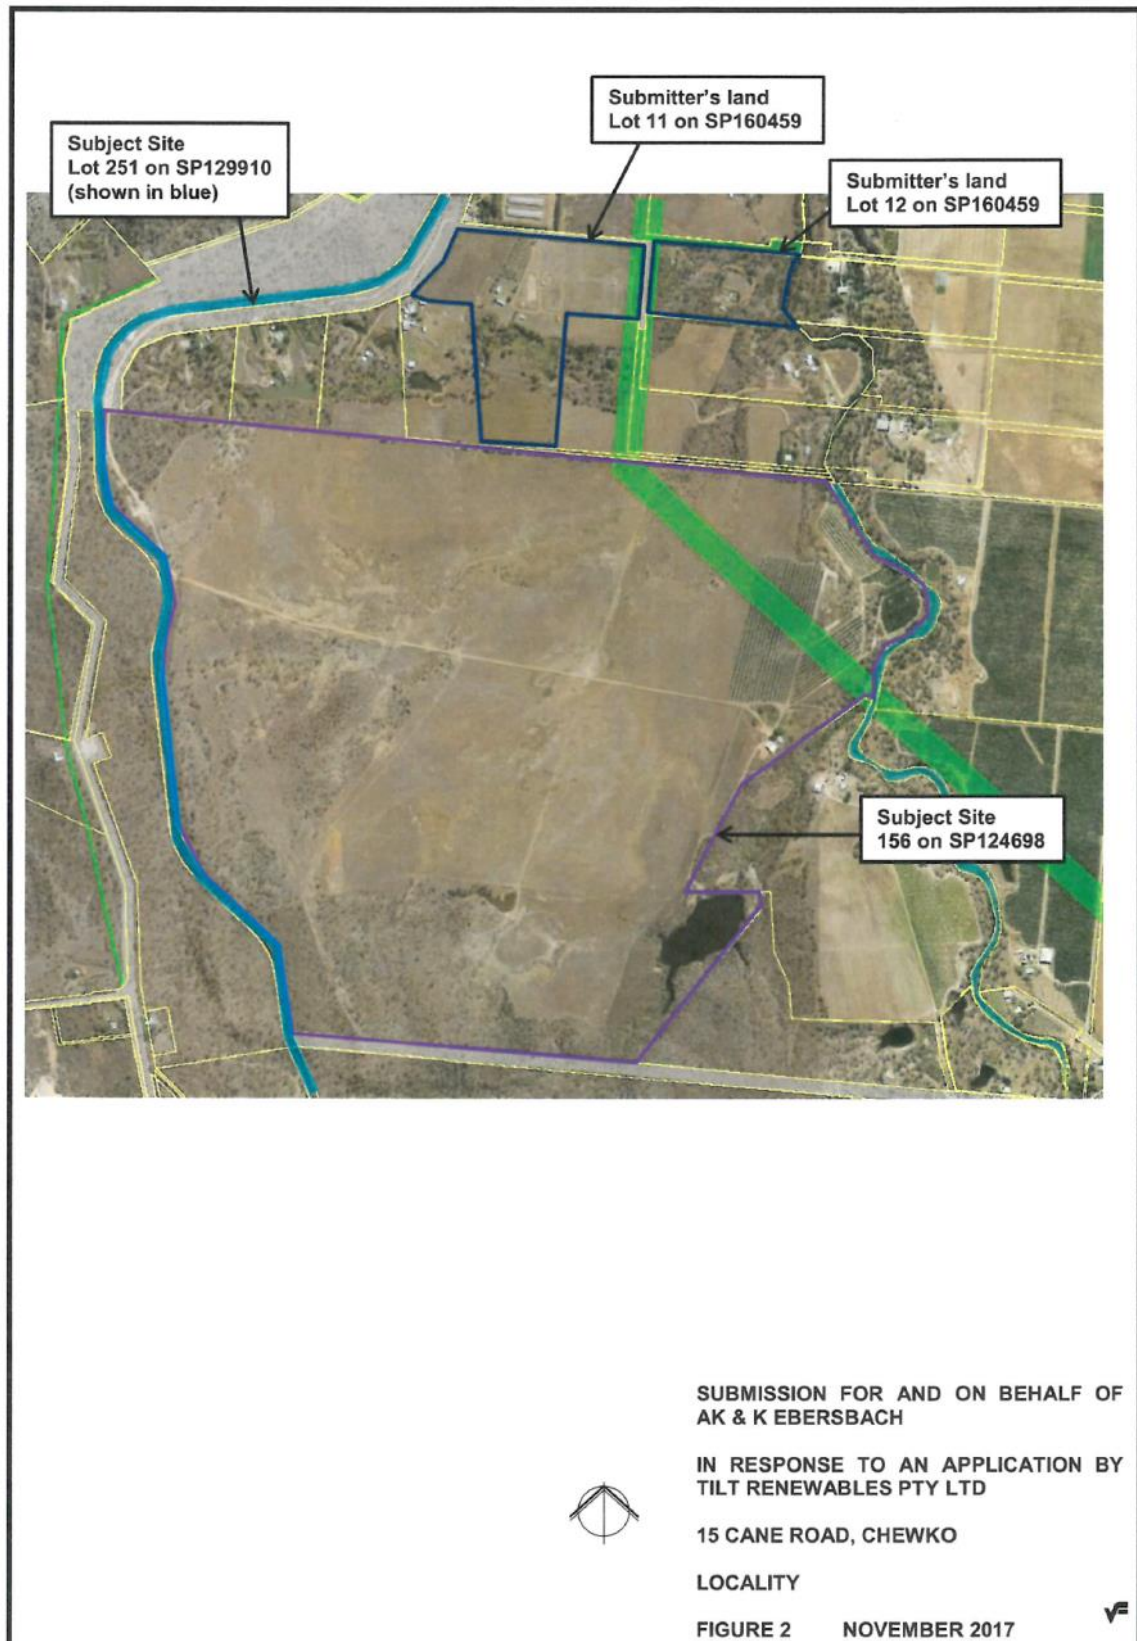 Submitter's land
Lot 11 on SP160459
Subject Site
Lot 251 on SP129910
(shown in blue)
Submitter's land
Lot 12 on SP160459
Subject Site
156 on SP124698
SUBMISSION FOR AND ON BEHALF OF
AK & K EBERSBACH
IN RESPONSE TO AN APPLICATION BY
TILT RENEWABLES PTY LTD
15 CANE ROAD, CHEWKO
LOCALITY
FIGURE 2 NOVEMBER 2017